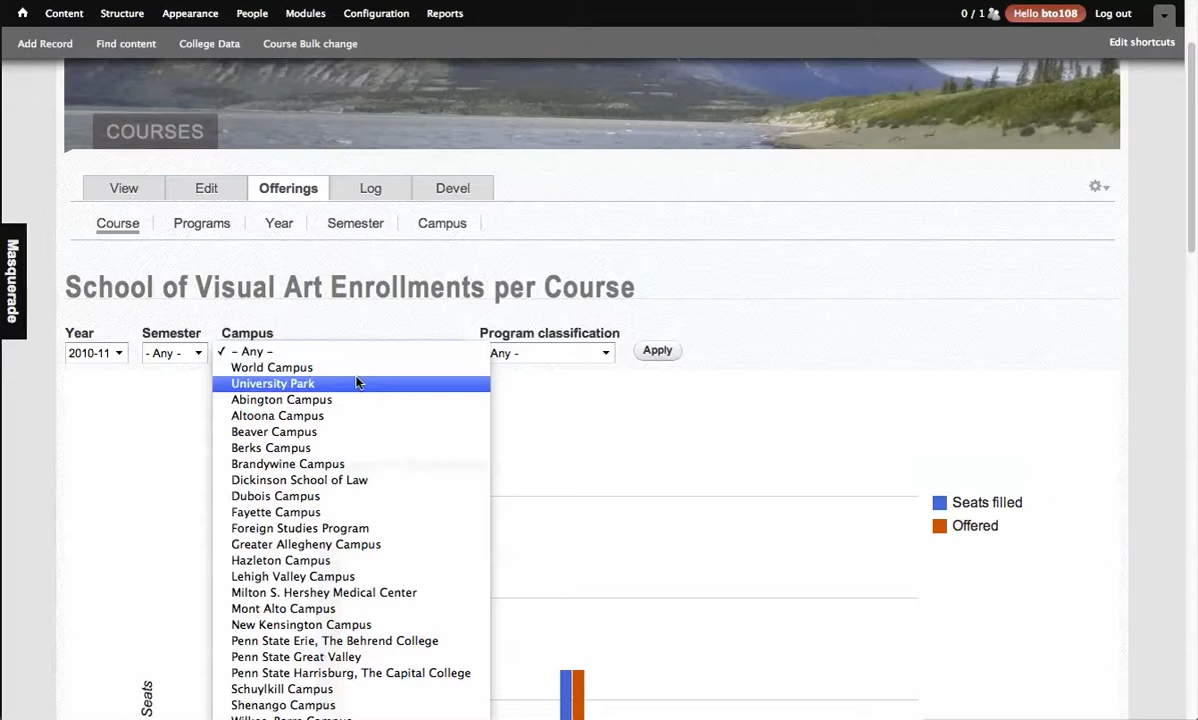 Content Structure Appearance People Modules Configuration Reports 0 / 1 Hello bto108 Log out
Add Record Find content College Data Course Bulk change Edit shortcuts
COURSES
View Edit Offerings Log Devel
Course Programs Year Semester Campus
Masquerade
School of Visual Art Enrollments per Course
Year Semester Campus Program classification
2010-11 - Any - - Any - Any - Apply
World Campus
University Park
Abington Campus
Altoona Campus
Beaver Campus
Berks Campus
Brandywine Campus
Dickinson School of Law
Dubois Campus
Fayette Campus
Foreign Studies Program
Greater Allegheny Campus
Hazleton Campus
Lehigh Valley Campus
Milton S. Hershey Medical Center
Mont Alto Campus
New Kensington Campus
Penn State Erie, The Behrend College
Penn State Great Valley
Penn State Harrisburg, The Capital College
Schuylkill Campus
Shenango Campus
Seats filled
Offered
Seats